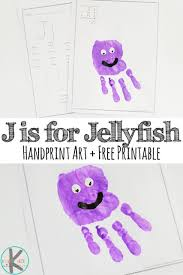 J is for Jellyfish
HANDPRINT ART + FREE PRINTABLE